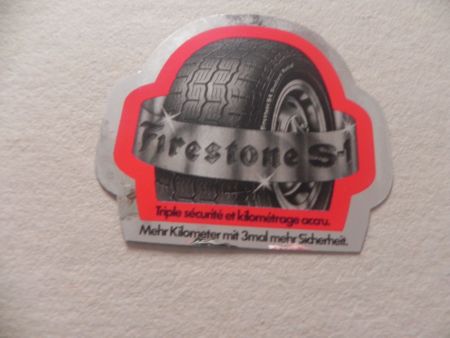 Firestone S-1
Triple sécurité et kilométrage accru.
Mehr Kilometer mit 3mal mehr Sicherheit.